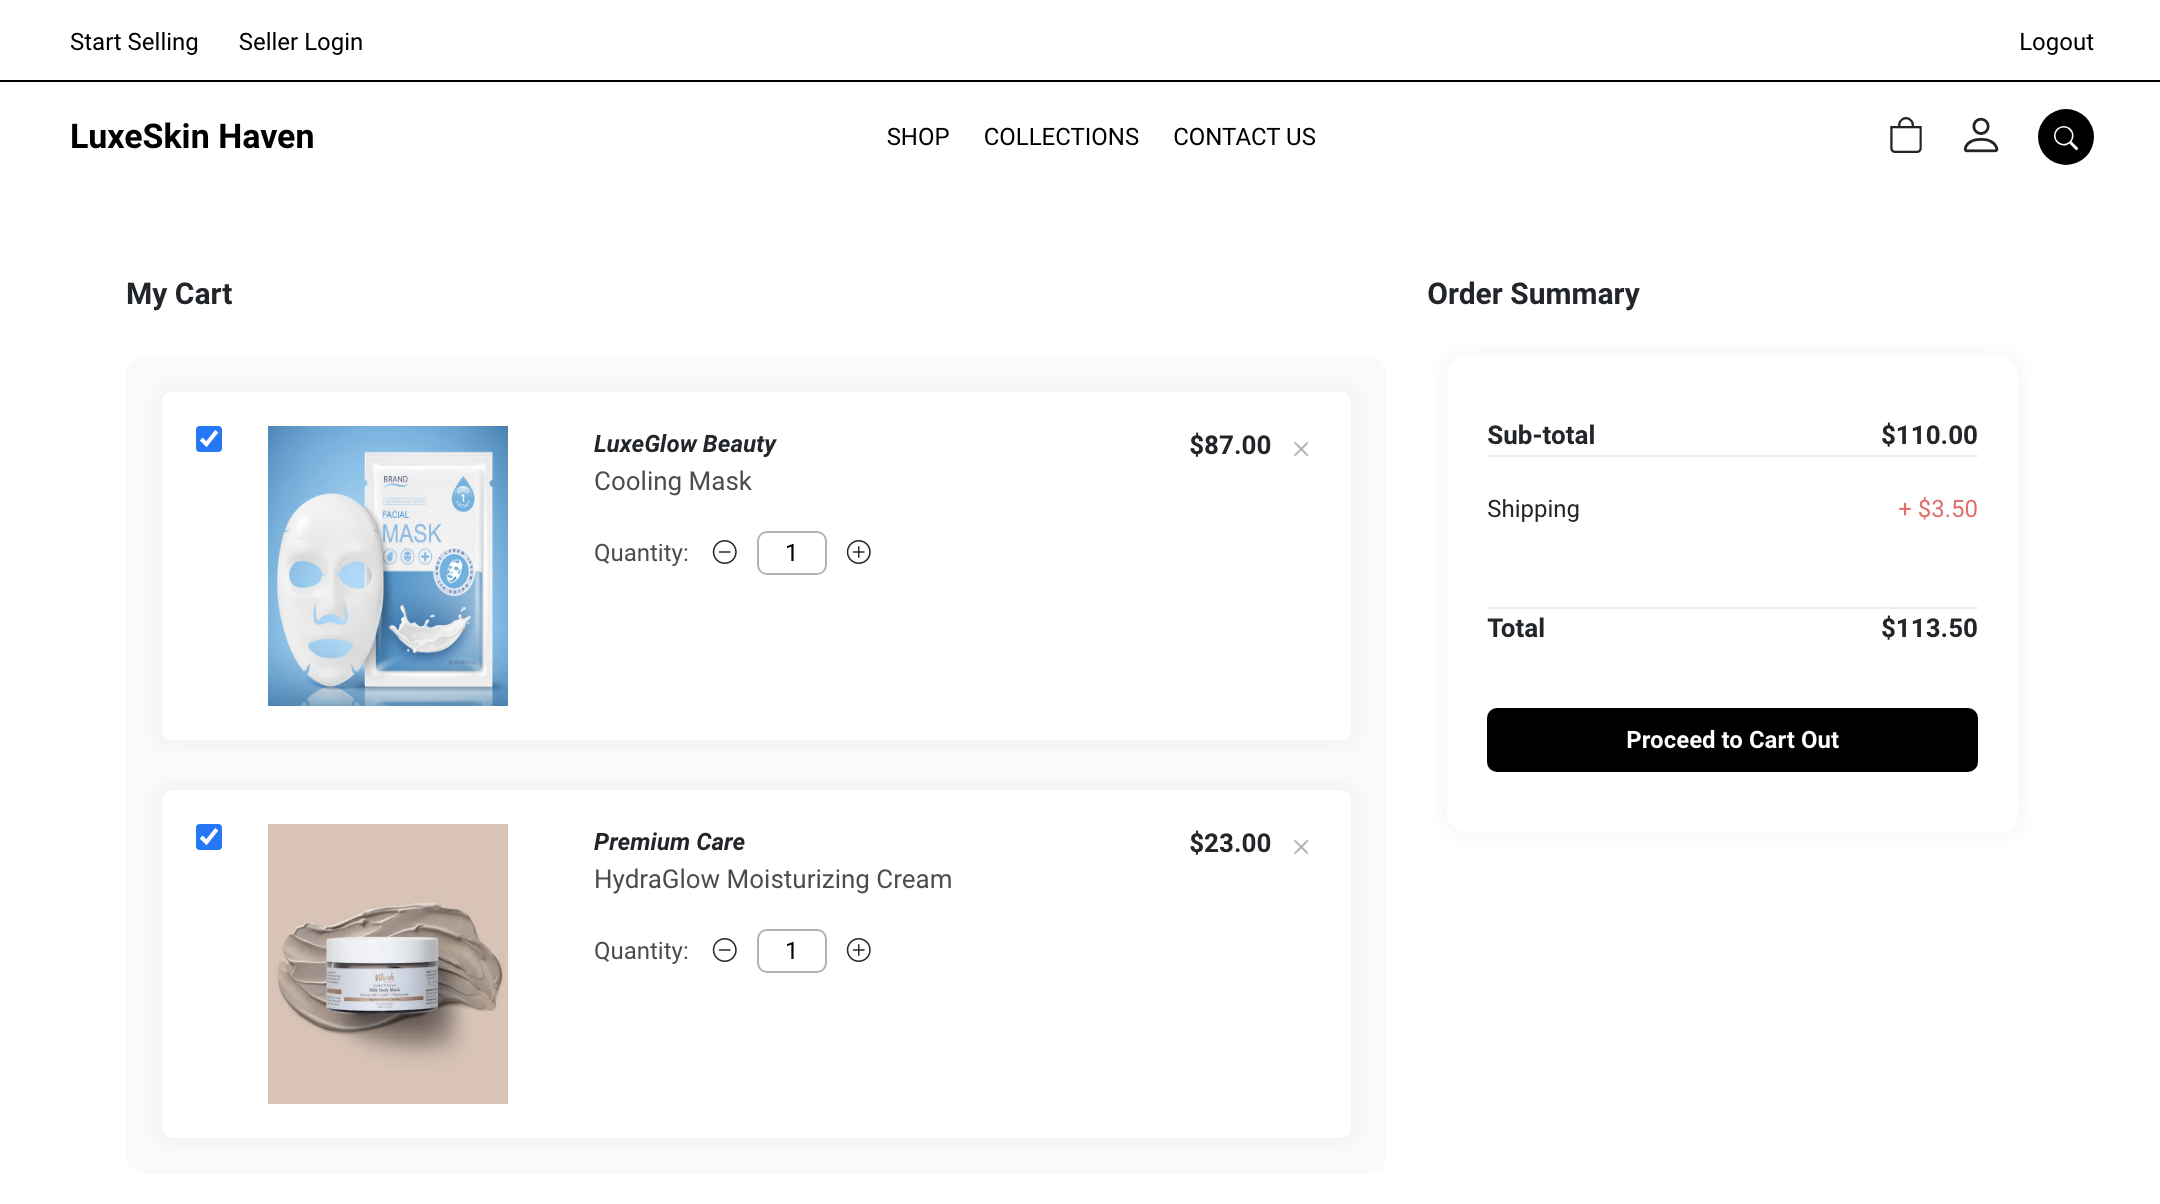 Start Selling Seller Login Logout
LuxeSkin Haven SHOP COLLECTIONS CONTACT US
My Cart
LuxeGlow Beauty $87.00
Cooling Mask
Quantity: 1
BRAND
1
FACIAL
MASK
Premium Care $23.00
HydraGlow Moisturizing Cream
Quantity: 1
Order Summary
Sub-total $110.00
Shipping + $3.50
Total $113.50
Proceed to Cart Out